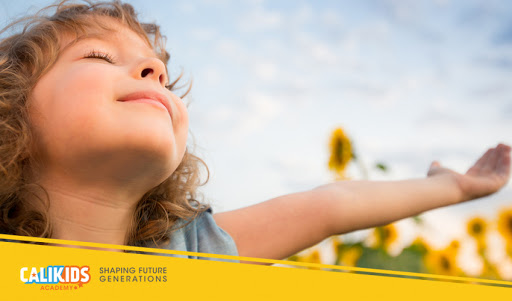 CALIKIDS
ACADEMY
SHAPING FUTURE
GENERATIONS